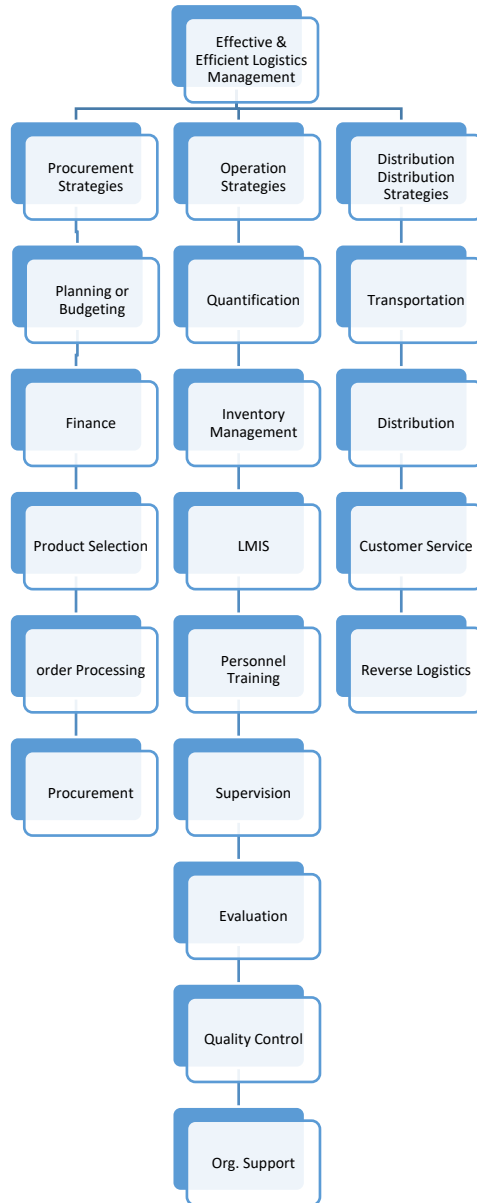 Effective &
Efficient Logistics
Management
Procurement
Strategies
Operation
Strategies
Distribution
Distribution
Strategies
Planning or
Budgeting
Quantification
Transportation
Finance
Inventory
Management
Distribution
Product Selection
LMIS
Customer Service
order Processing
Personnel
Training
Reverse Logistics
Procurement
Supervision
Evaluation
Quality Control
Org. Support